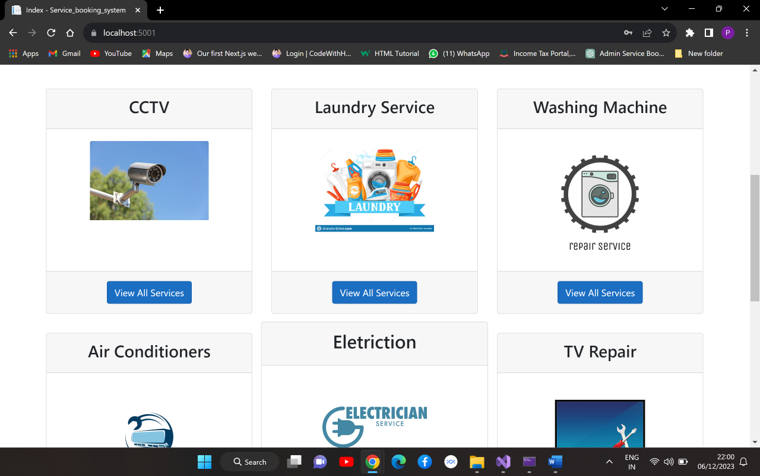 Index - Service_booking_system
localhost:5001
Apps
Gmail
YouTube
Maps
Our first Next.js we...
Login | CodeWithH...
HTML Tutorial
(11) WhatsApp
Income Tax Portal,...
Admin Service Boo...
New folder
P
CCTV
Laundry Service
Washing Machine
LAUNDRY
repair service
View All Services
View All Services
View All Services
Air Conditioners
Eletriction
TV Repair
ELECTRICIAN
SERVICE
Search
ENG
IN
22:00
06/12/2023